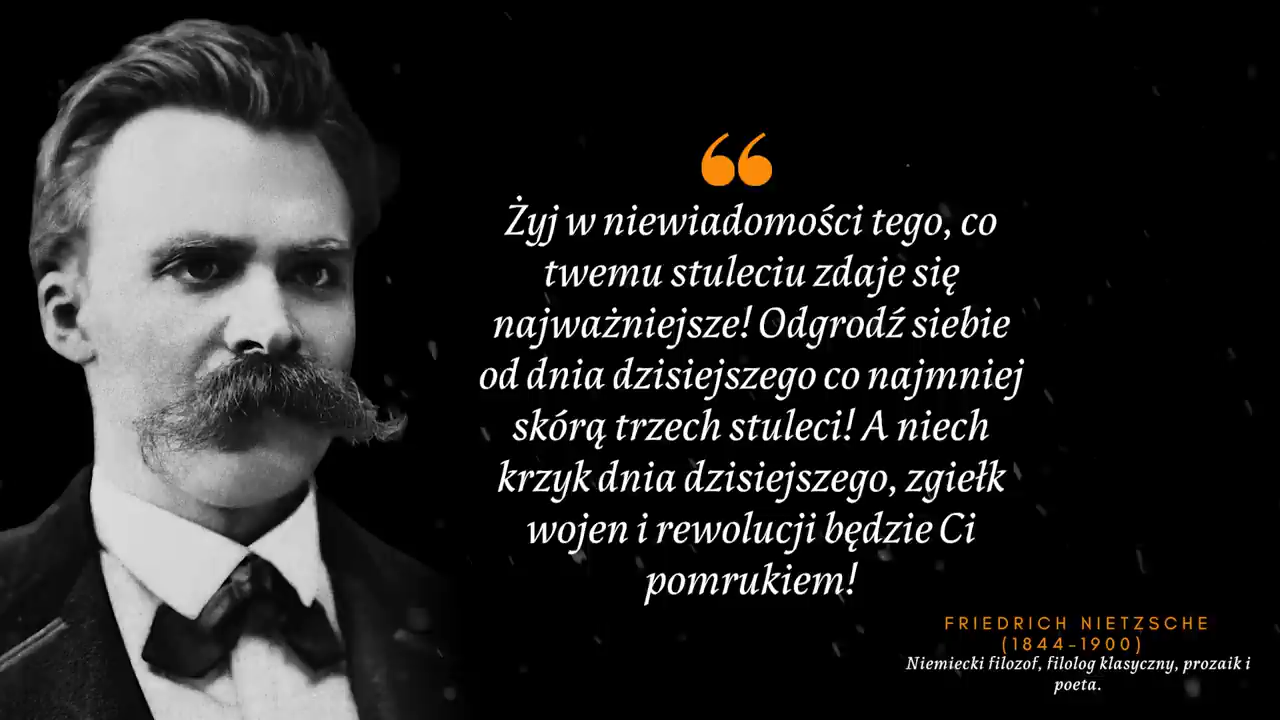 Żyj w niewiadomości tego, co
twemu stuleciu zdaje się
najważniejsze! Odgrodź siebie
od dnia dzisiejszego co najmniej
skórą trzech stuleci! A niech
krzyk dnia dzisiejszego, zgiełk
wojen i rewolucji będzie Ci
pomrukiem!
FRIEDRICH NIETZSCHE
(1844-1900)
Niemiecki filozof, filolog klasyczny, prozaik i
poeta.